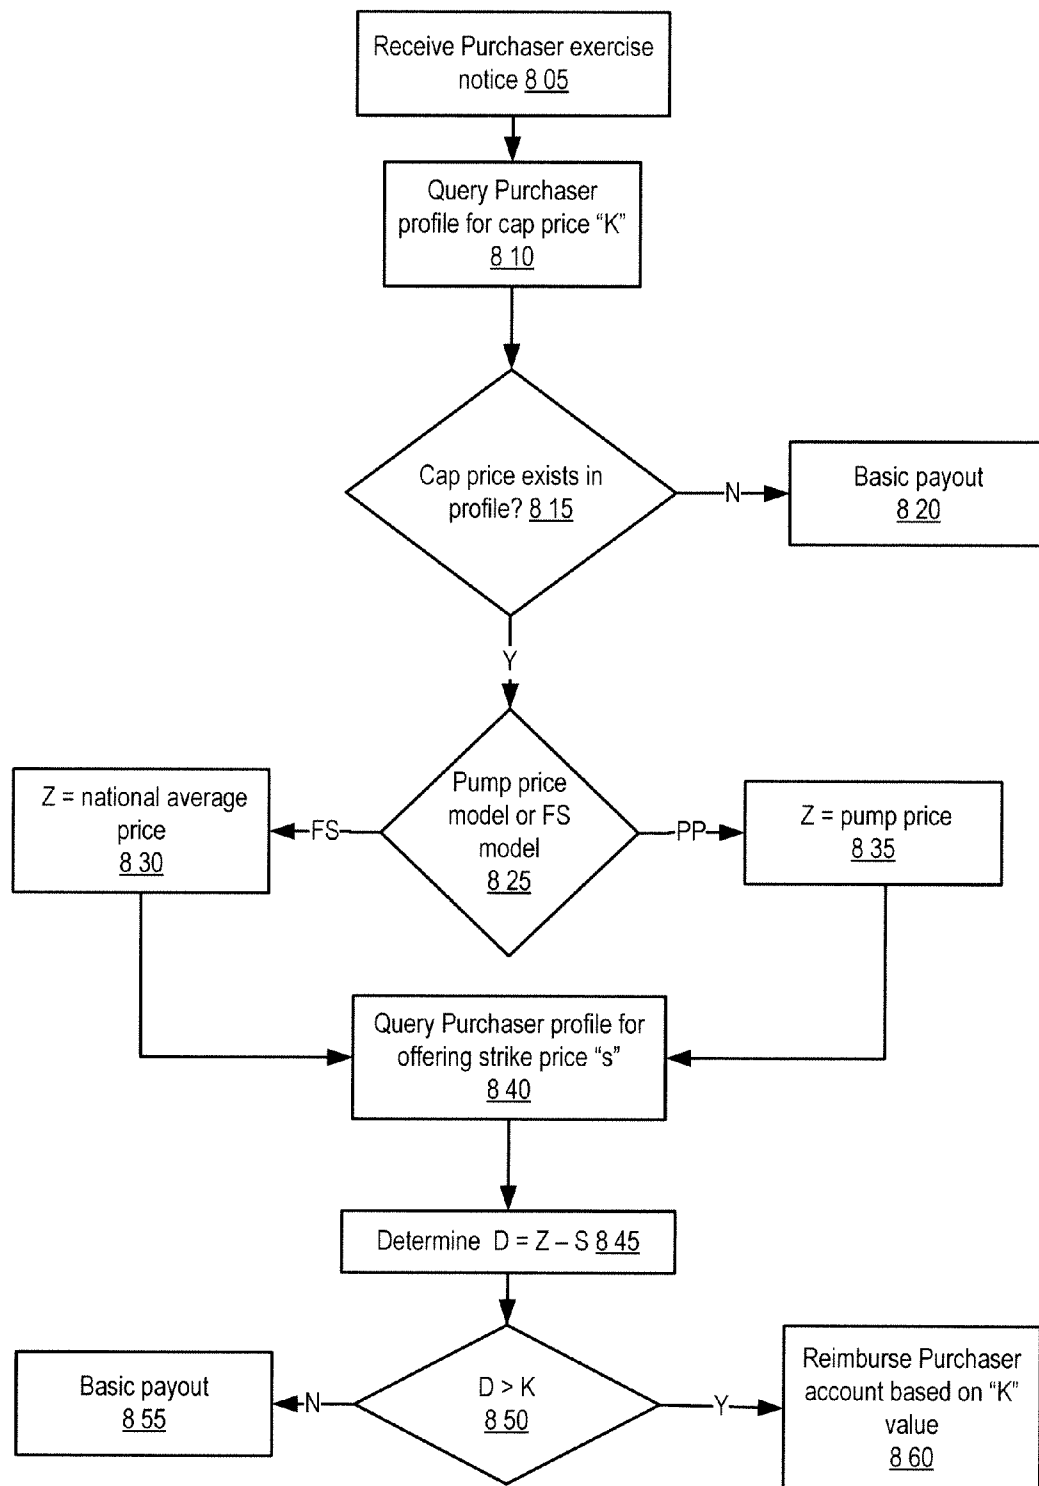 Receive Purchaser exercise
notice 8 05
Query Purchaser
profile for cap price “K”
8 10
Cap price exists in
profile? 8 15
N
Basic payout
8 20
Y
Pump price
model or FS
model
8 25
FS
Z = national average
price
8 30
PP
Z = pump price
8 35
Query Purchaser profile for
offering strike price “s”
8 40
Determine D = Z – S 8 45
D > K
8 50
N
Basic payout
8 55
Y
Reimburse Purchaser
account based on “K”
value
8 60